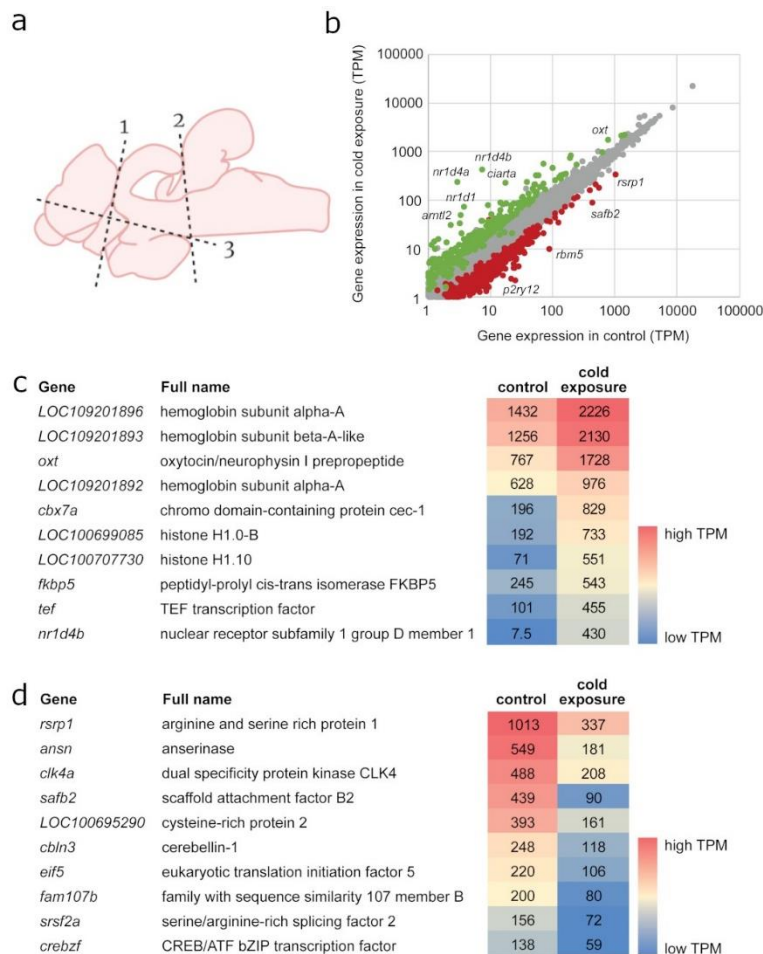 a
1
2
3
b
Gene expression in cold exposure (TPM)
100000
10000
1000
100
10
1
oxt
nr1d4b
nr1d4a
ciarta
nr1d1
amtl2
rsrp1
safb2
rbm5
p2ry12
1 10 100 1000 10000 100000
Gene expression in control (TPM)
c Gene Full name control cold exposure
LOC109201896 hemoglobin subunit alpha-A 1432 2226
LOC109201893 hemoglobin subunit beta-A-like 1256 2130
oxt oxytocin/neurophysin I prepropeptide 767 1728
LOC109201892 hemoglobin subunit alpha-A 628 976
cbx7a chromo domain-containing protein cec-1 196 829
LOC100699085 histone H1.0-B 192 733
LOC100707730 histone H1.10 71 551
fkbp5 peptidyl-prolyl cis-trans isomerase FKBP5 245 543
tef TEF transcription factor 101 455
nr1d4b nuclear receptor subfamily 1 group D member 1 7.5 430
high TPM
low TPM
d Gene Full name control cold exposure
rsrp1 arginine and serine rich protein 1 1013 337
ansn anserinase 549 181
clk4a dual specificity protein kinase CLK4 488 208
safb2 scaffold attachment factor B2 439 90
LOC100695290 cysteine-rich protein 2 393 161
cbln3 cerebellin-1 248 118
eif5 eukaryotic translation initiation factor 5 220 106
fam107b family with sequence similarity 107 member B 200 80
srsf2a serine/arginine-rich splicing factor 2 156 72
crebzf CREB/ATF bZIP transcription factor 138 59
high TPM
low TPM